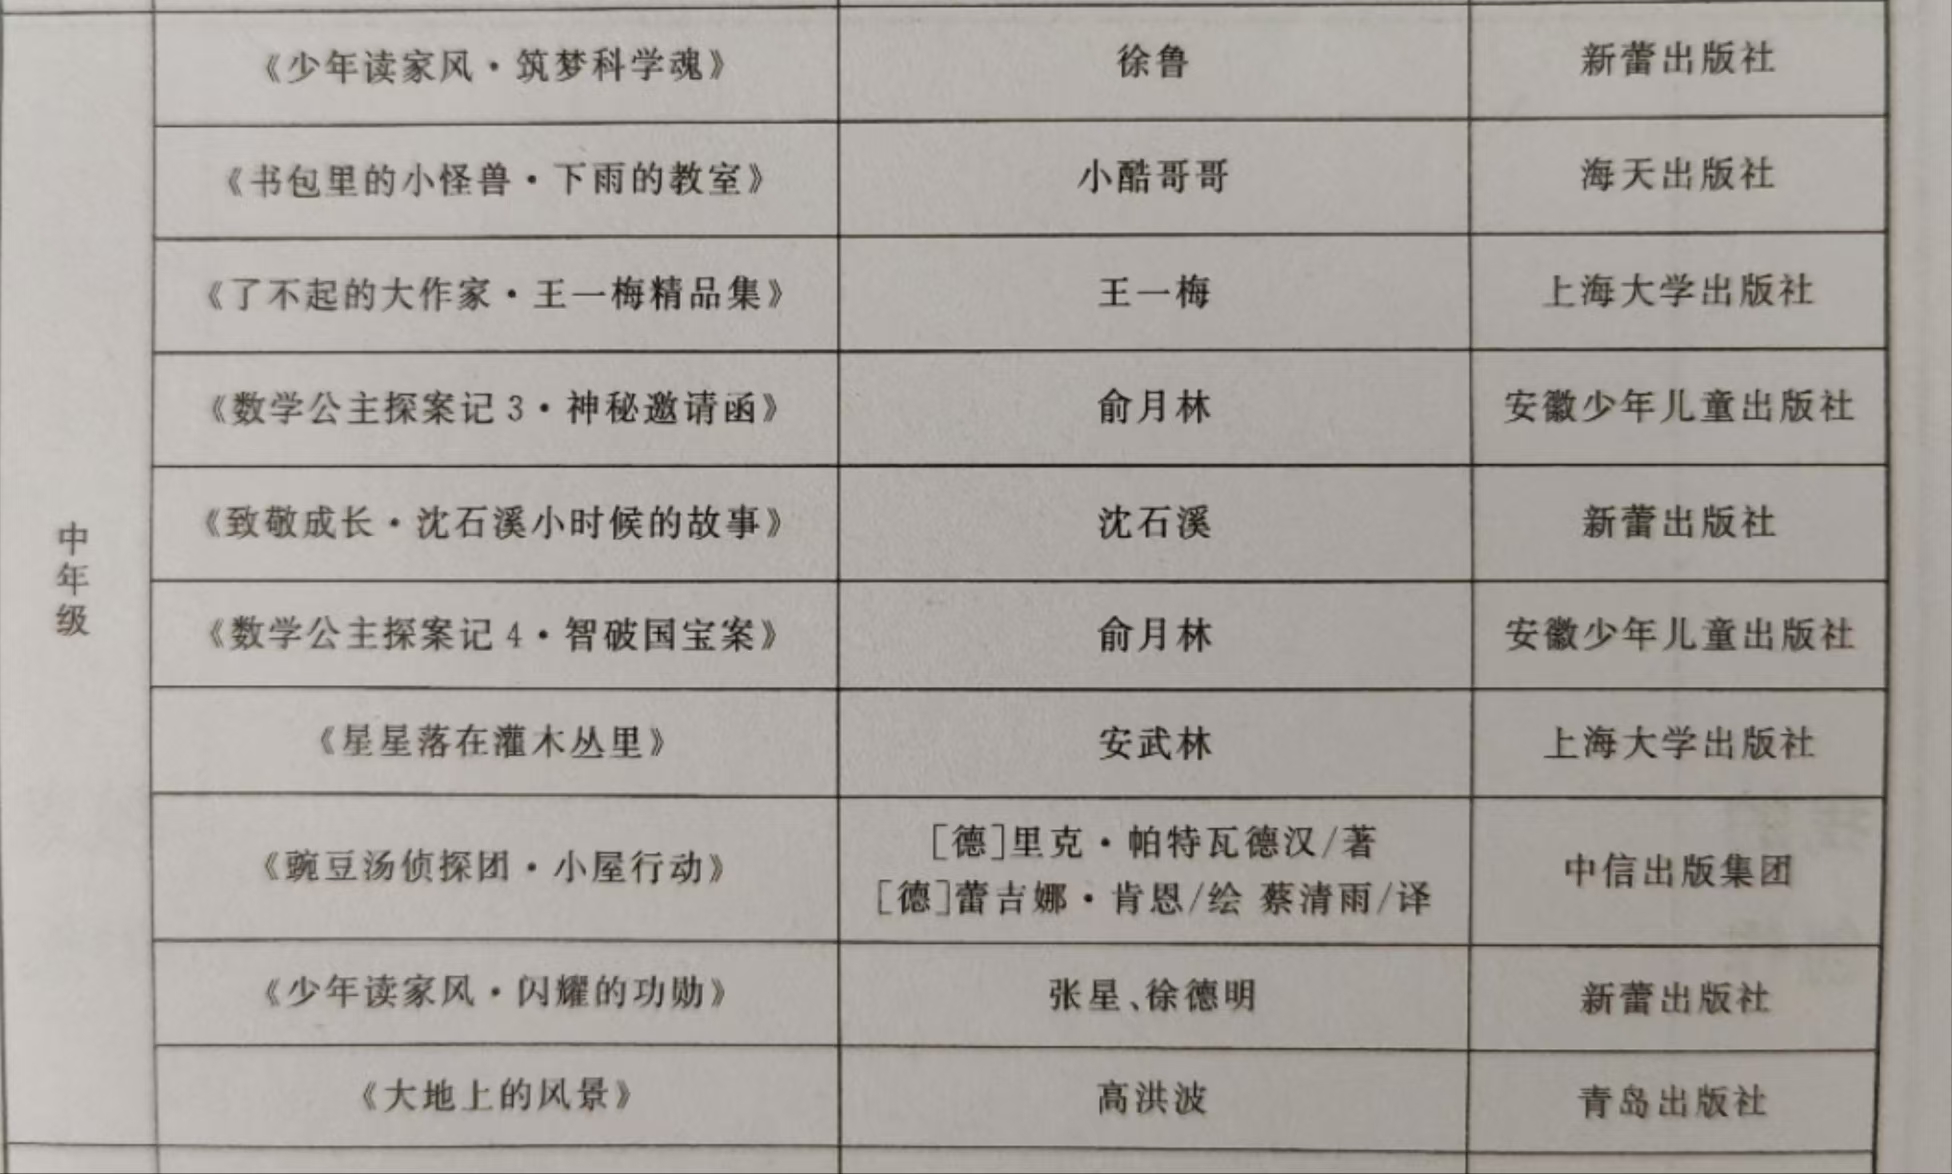 中年级
《少年读家风·筑梦科学魂》 徐鲁 新蕾出版社
《书包里的小怪兽·下雨的教室》 小酷哥哥 海天出版社
《了不起的大作家·王一梅精品集》 王一梅 上海大学出版社
《数学公主探案记3·神秘邀请函》 俞月林 安徽少年儿童出版社
《致敬成长·沈石溪小时候的故事》 沈石溪 新蕾出版社
《数学公主探案记4·智破国宝案》 俞月林 安徽少年儿童出版社
《星星落在灌木丛里》 安武林 上海大学出版社
《豌豆汤侦探团·小屋行动》 [德]里克·帕特瓦德汉/著
[德]蕾吉娜·肯恩/绘 蔡清雨/译 中信出版集团
《少年读家风·闪耀的功勋》 张星、徐德明 新蕾出版社
《大地上的风景》 高洪波 青岛出版社